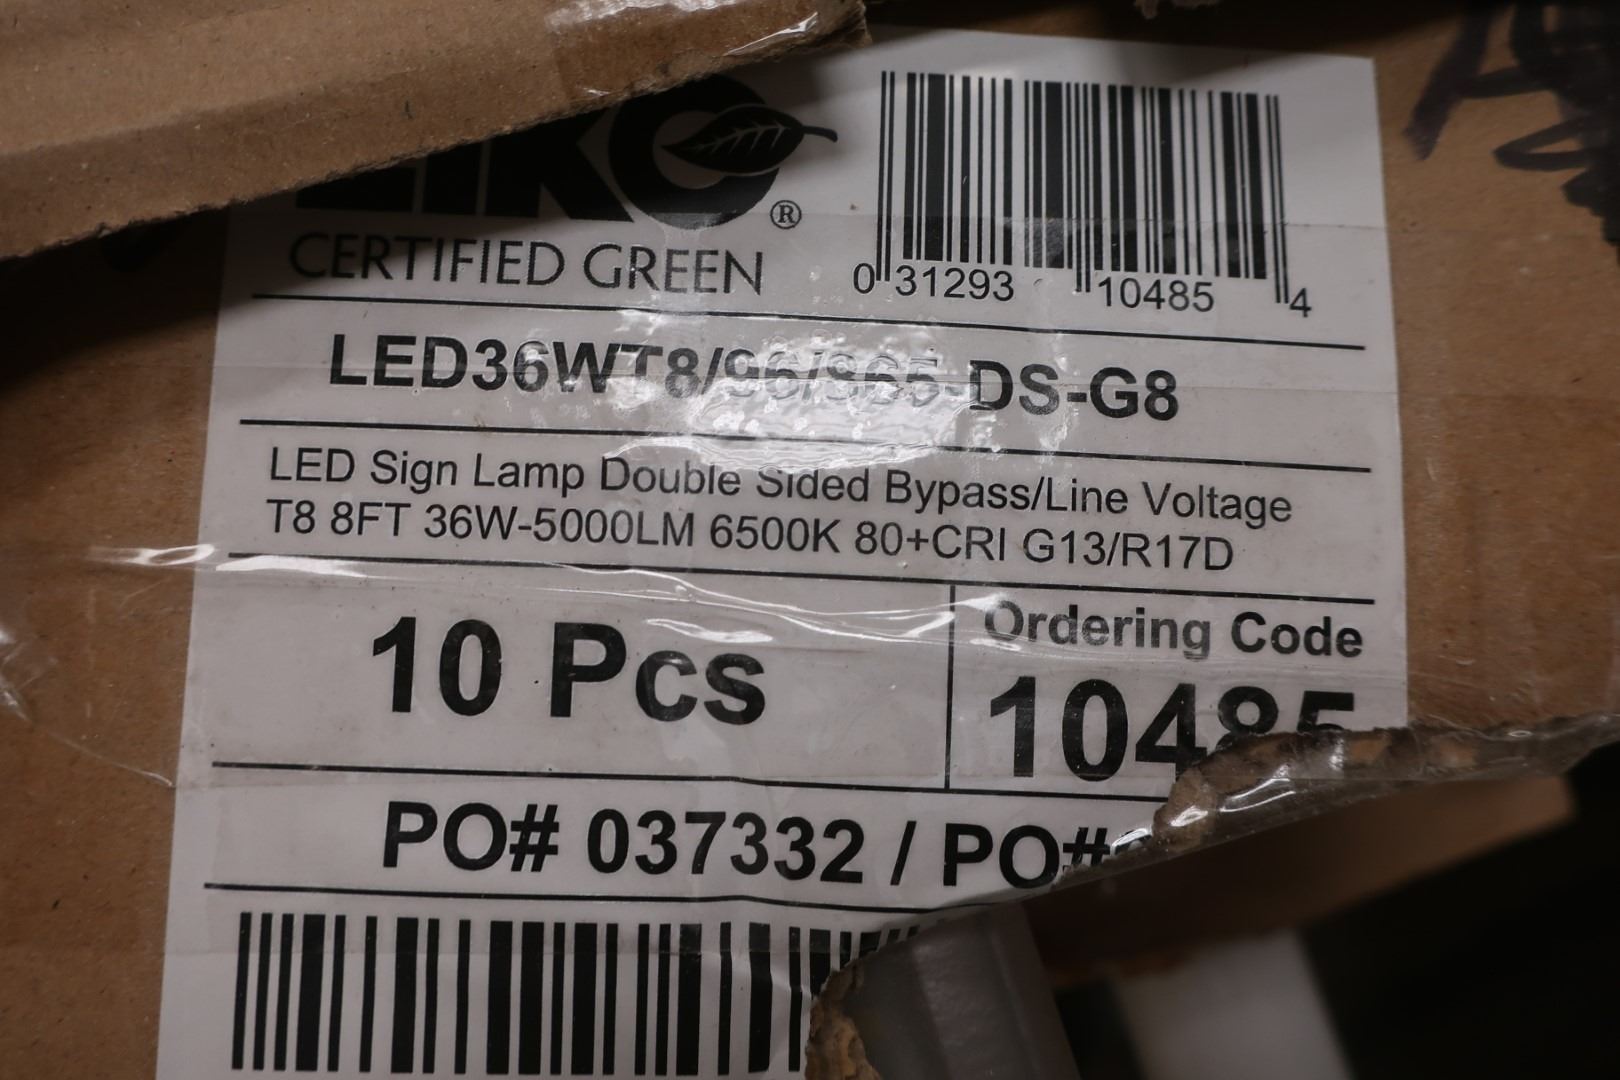 ®
CERTIFIED GREEN
0 31293 10485 4
LED36WT8/96/S65-DS-G8
LED Sign Lamp Double Sided Bypass/Line Voltage
T8 8FT 36W-5000LM 6500K 80+CRI G13/R17D
10 Pcs
Ordering Code
10485
PO# 037332 / PO#